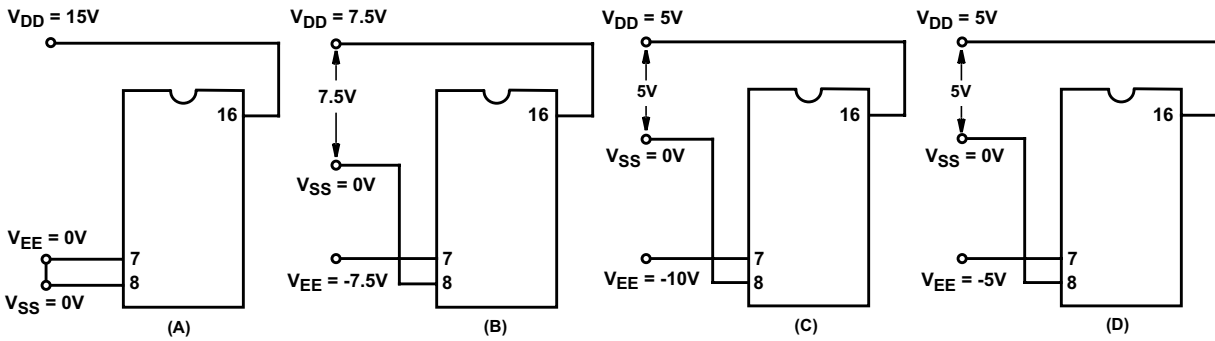 VDD = 15V
16
VEE = 0V
7
8
VSS = 0V
(A)
VDD = 7.5V
7.5V
16
VSS = 0V
VEE = -7.5V
7
8
(B)
VDD = 5V
5V
16
VSS = 0V
VEE = -10V
7
8
(C)
VDD = 5V
5V
16
VSS = 0V
VEE = -5V
7
8
(D)